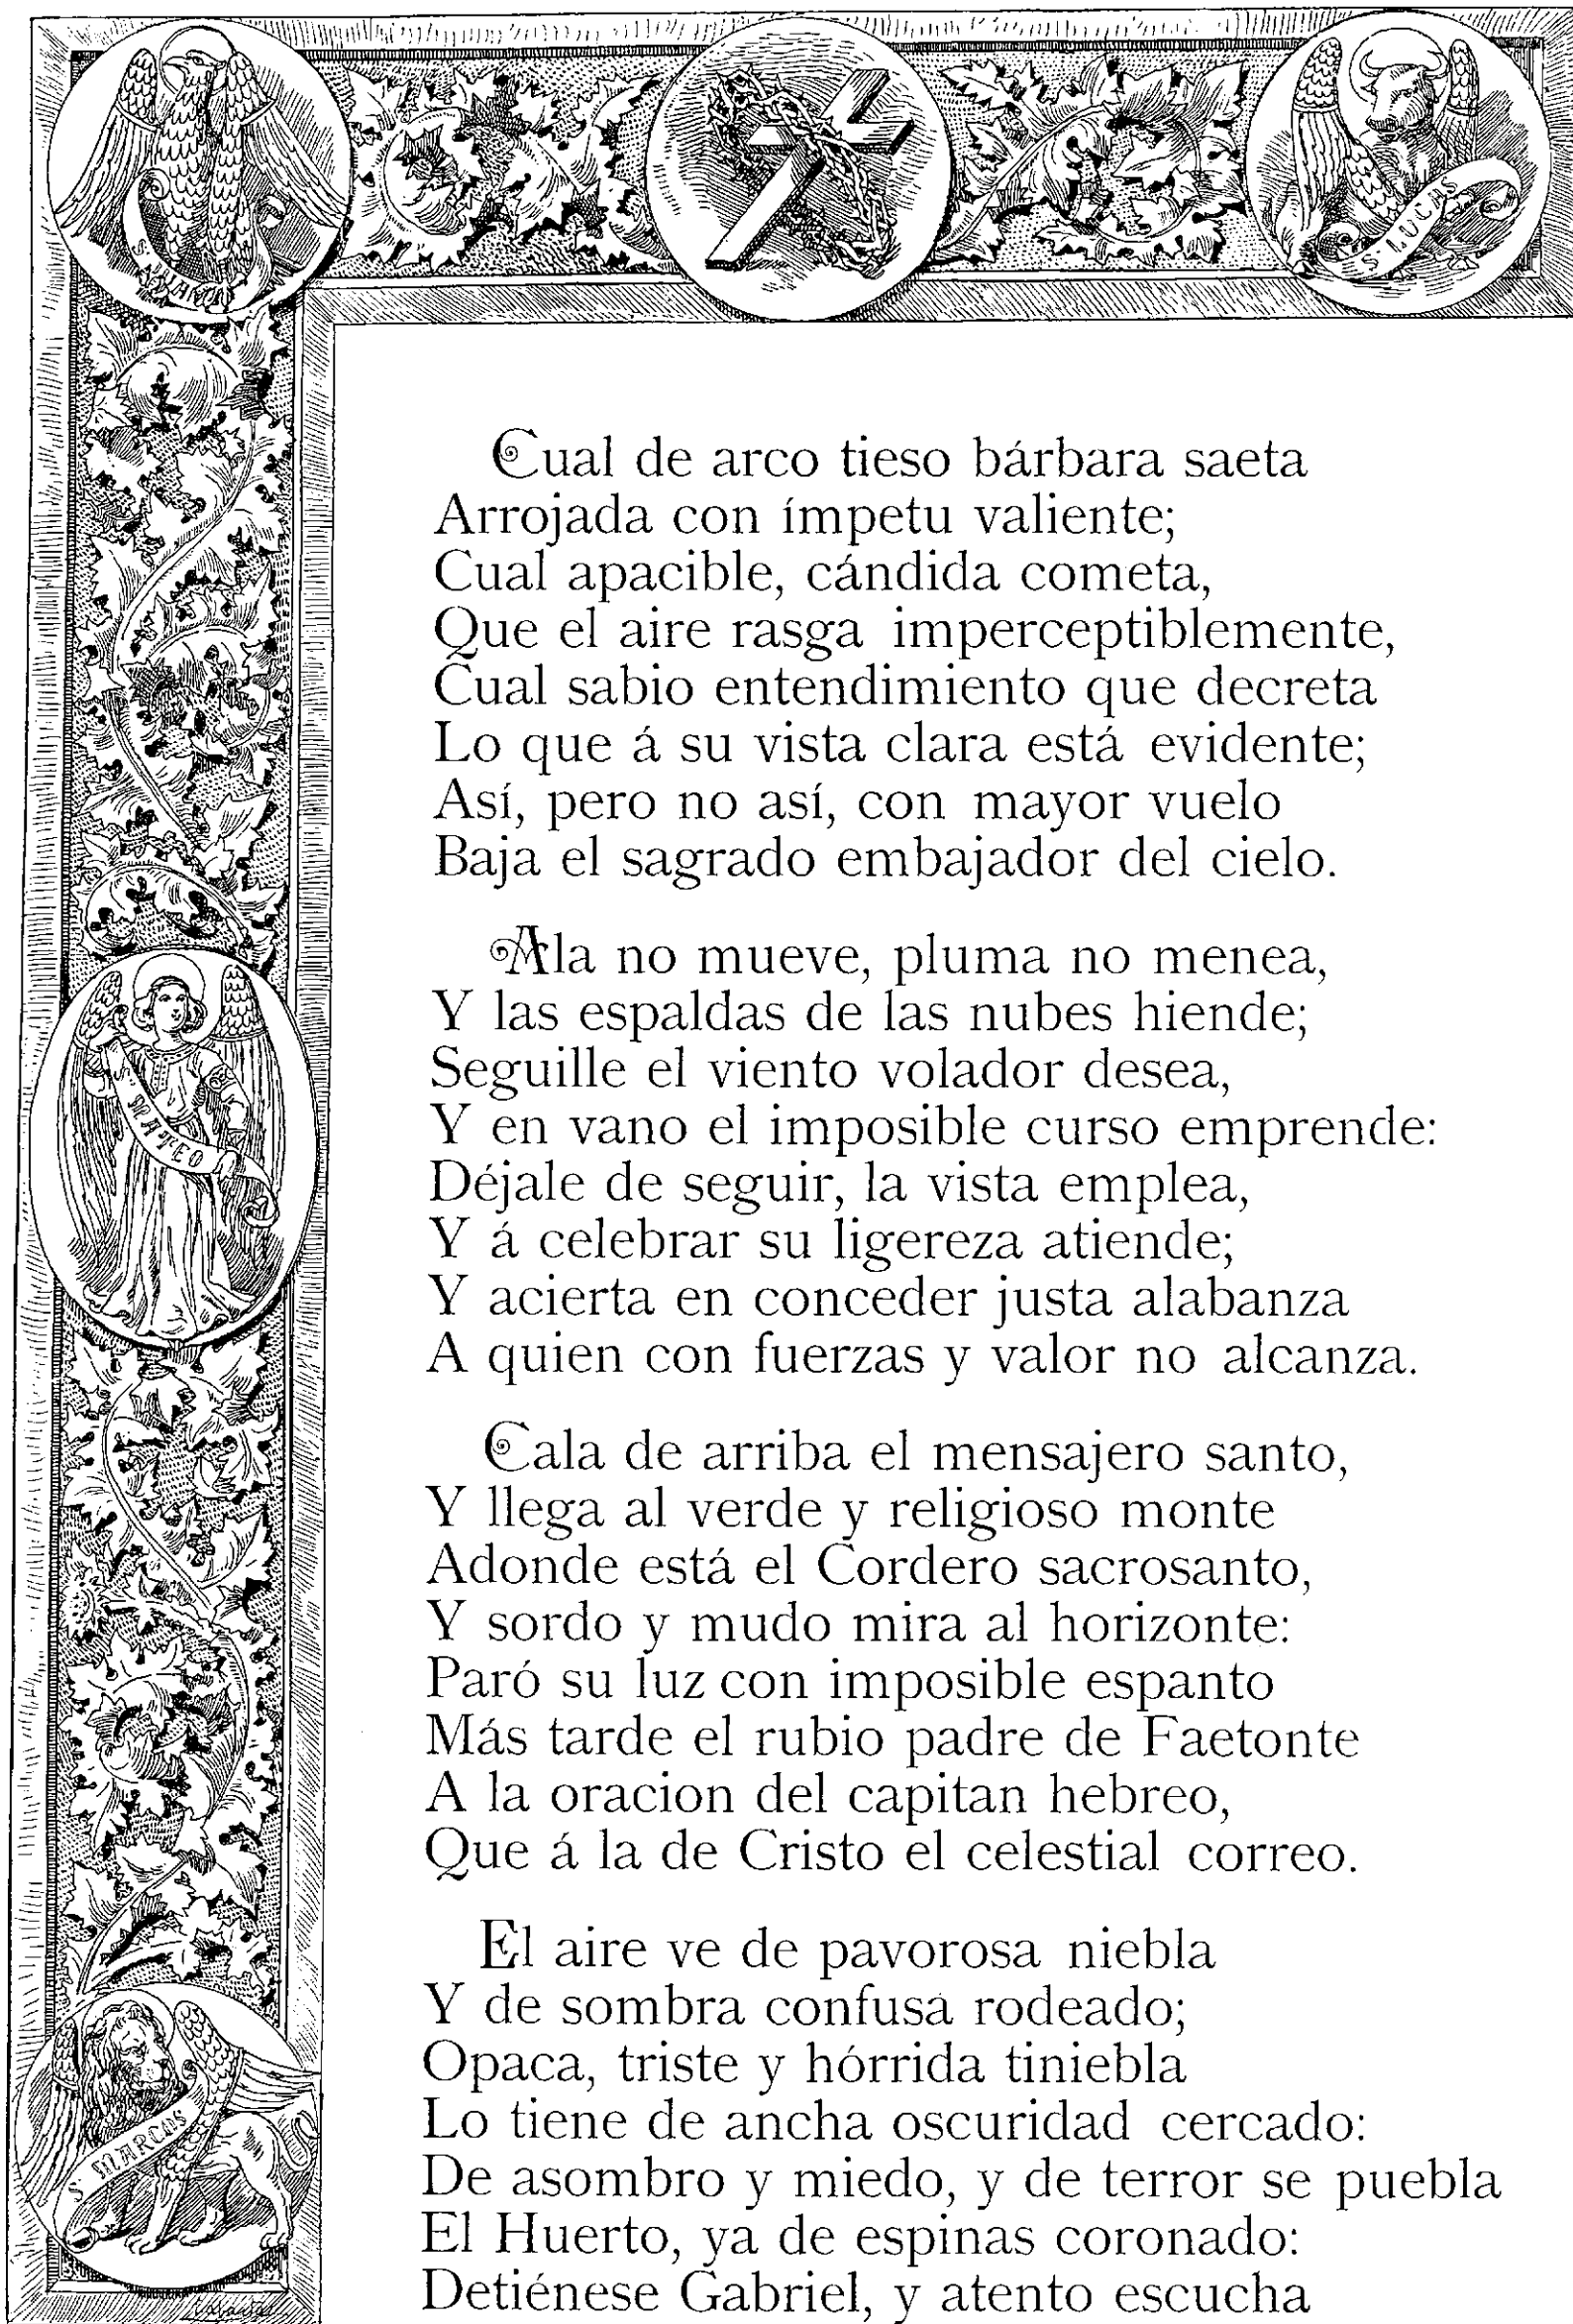 S. JUAN
S. LUCAS
Cual de arco tieso bárbara saeta
Arrojada con ímpetu valiente;
Cual apacible, cándida cometa,
Que el aire rasga imperceptiblemente,
Cual sabio entendimiento que decreta
Lo que á su vista clara está evidente;
Así, pero no así, con mayor vuelo
Baja el sagrado embajador del cielo.
Ala no mueve, pluma no menea,
Y las espaldas de las nubes hiende;
Seguille el viento volador desea,
Y en vano el imposible curso emprende:
Déjale de seguir, la vista emplea,
Y á celebrar su ligereza atiende;
Y acierta en conceder justa alabanza
A quien con fuerzas y valor no alcanza.
MATEO
Cala de arriba el mensajero santo,
Y llega al verde y religioso monte
Adonde está el Cordero sacrosanto,
Y sordo y mudo mira al horizonte:
Paró su luz con imposible espanto
Más tarde el rubio padre de Faetonte
A la oracion del capitan hebreo,
Que á la de Cristo el celestial correo.
El aire ve de pavorosa niebla
Y de sombra confusa rodeado;
Opaca, triste y hórrida tiniebla
Lo tiene de ancha oscuridad cercado:
De asombro y miedo, y de terror se puebla
El Huerto, ya de espinas coronado:
Detiénese Gabriel, y atento escucha
S. MARCOS